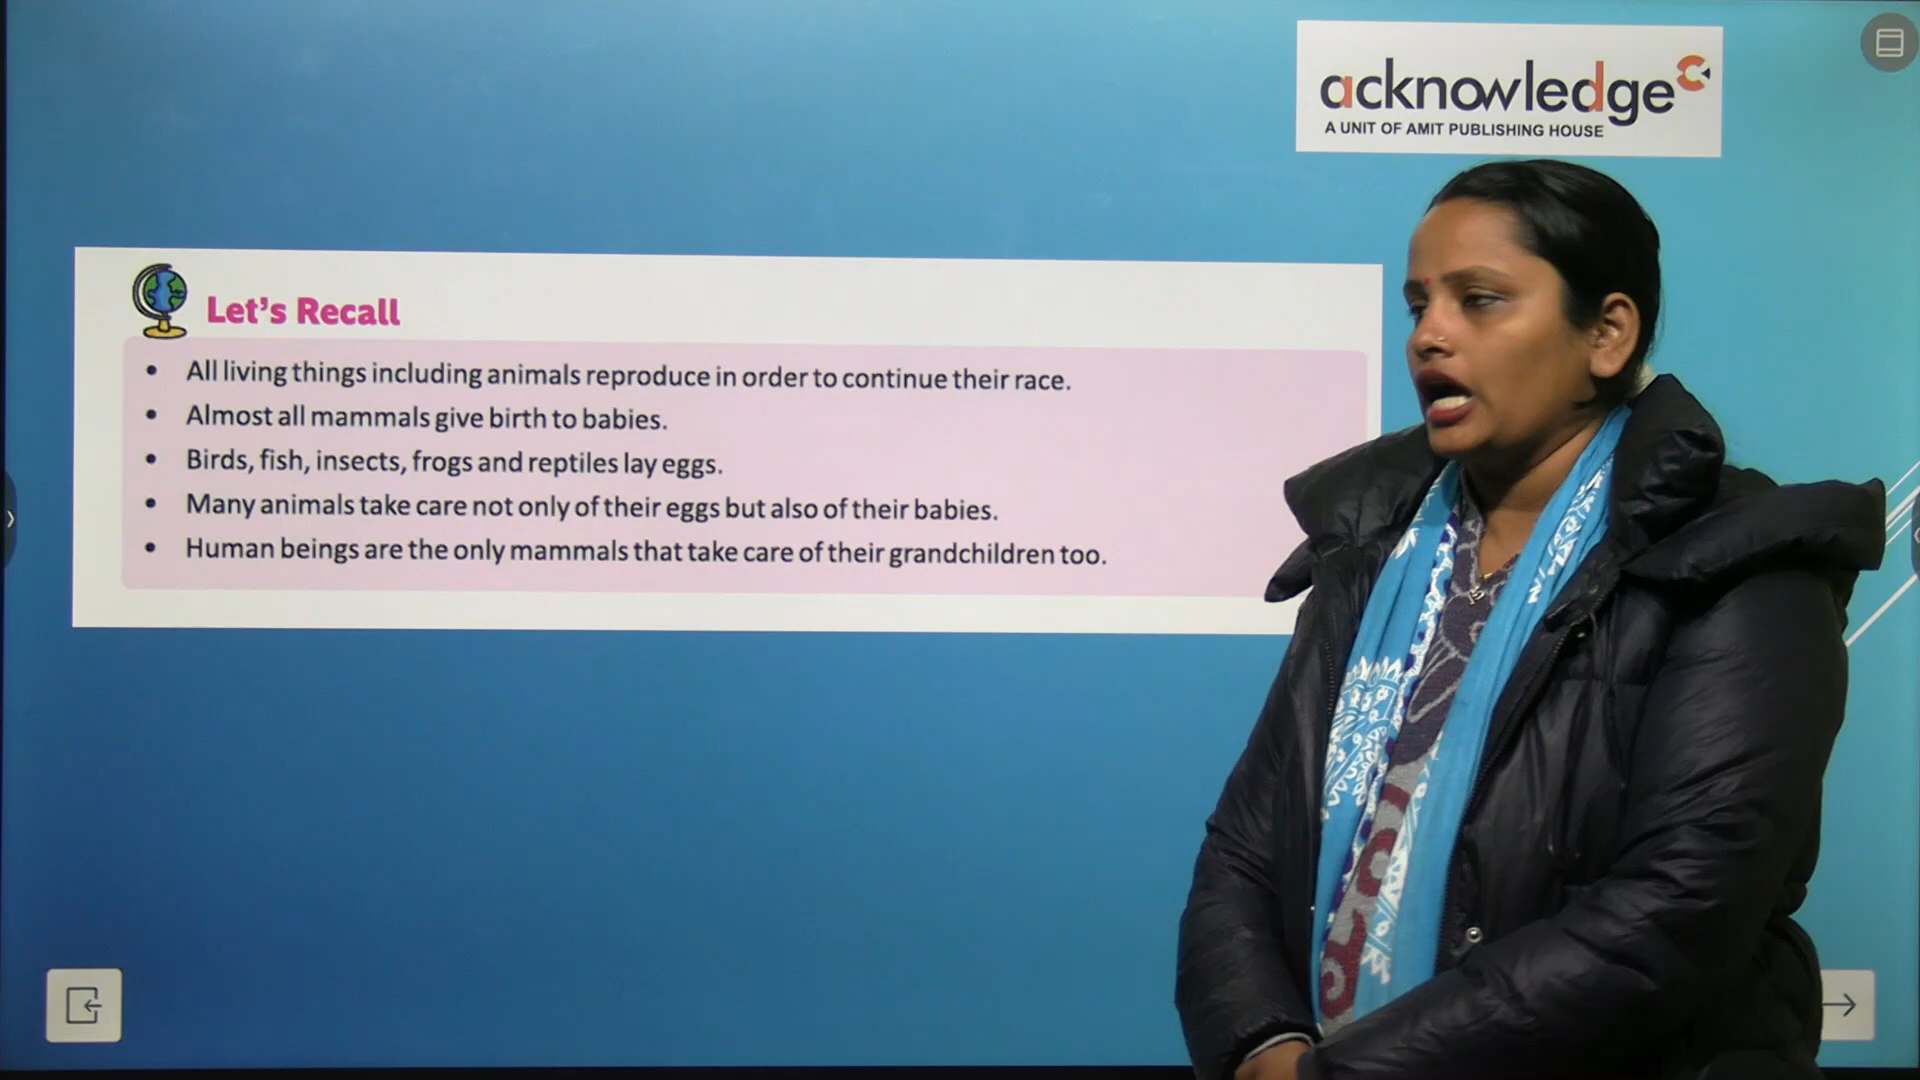 acknowledge
A UNIT OF AMIT PUBLISHING HOUSE
Let's Recall
• All living things including animals reproduce in order to continue their race.
• Almost all mammals give birth to babies.
• Birds, fish, insects, frogs and reptiles lay eggs.
• Many animals take care not only of their eggs but also of their babies.
• Human beings are the only mammals that take care of their grandchildren too.